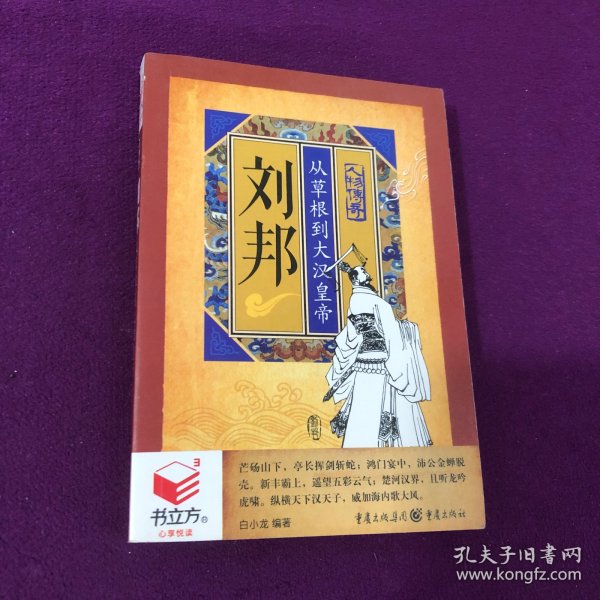 人物传奇
从草根到大汉皇帝
刘邦
芒砀山下，亭长挥剑斩蛇；鸿门宴中，沛公金蝉脱
壳。新丰霸上，遥望五彩云气；楚河汉界，且听龙吟
虎啸。纵横天下汉天子，威加海内歌大风。
白小龙 编著
重庆出版集团 重庆出版社
3
书立方®
心享悦读
孔夫子旧书网
www.kongfz.com